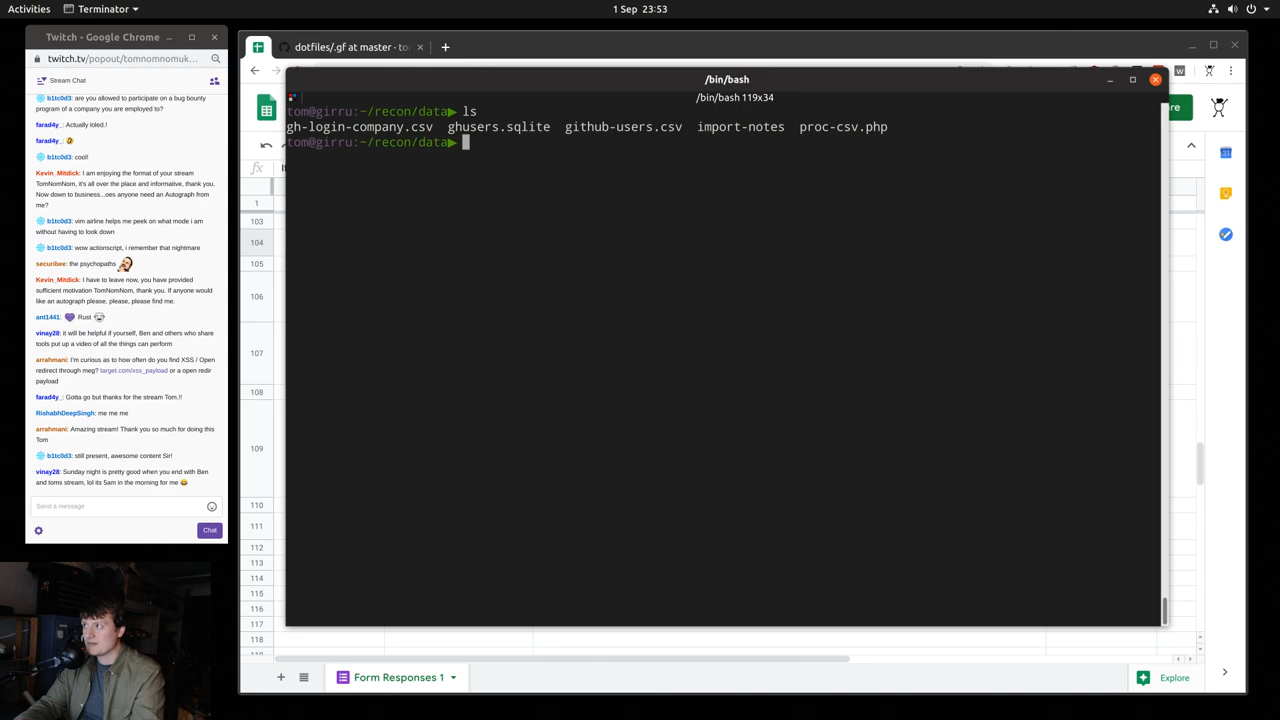 Activities
Terminator
1 Sep 23:53
Twitch - Google Chrome
twitch.tv/popout/tomnomnomuk...
Stream Chat
b1tc0d3: are you allowed to participate on a bug bounty
program of a company you are employed to?
farad4y_: Actually loled.!
farad4y_:
b1tc0d3: cool!
Kevin_Mitdick: I am enjoying the format of your stream
TomNomNom, it's all over the place and informative, thank you.
Now down to business...oes anyone need an Autograph from
me?
b1tc0d3: vim airline helps me peek on what mode i am
without having to look down
b1tc0d3: wow actionscript, i remember that nightmare
securibee: the psychopaths
Kevin_Mitdick: I have to leave now, you have provided
sufficient motivation TomNomNom, thank you. If anyone would
like an autograph please, please, please find me.
ant1441: Rust
vinay28: it will be helpful if yourself, Ben and others who share
tools put up a video of all the things can perform
arrahmani: I'm curious as to how often do you find XSS / Open
redirect through meg? target.com/xss_payload or a open redir
payload
farad4y_: Gotta go but thanks for the stream Tom.!!
RishabhDeepSingh: me me me
arrahmani: Amazing stream! Thank you so much for doing this
Tom
b1tc0d3: still present, awesome content Sir!
vinay28: Sunday night is pretty good when you end with Ben
and toms stream, lol its 5am in the morning for me
Send a message
Chat
dotfiles/.gf at master · to
/bin/bash
/bin/bash 119x34
tom@girru:~/recon/data▶ ls
gh-login-company.csv ghusers.sqlite github-users.csv import-notes proc-csv.php
tom@girru:~/recon/data▶
fx
1
103
104
105
106
107
108
109
110
111
112
113
114
115
116
117
118
Form Responses 1
Explore